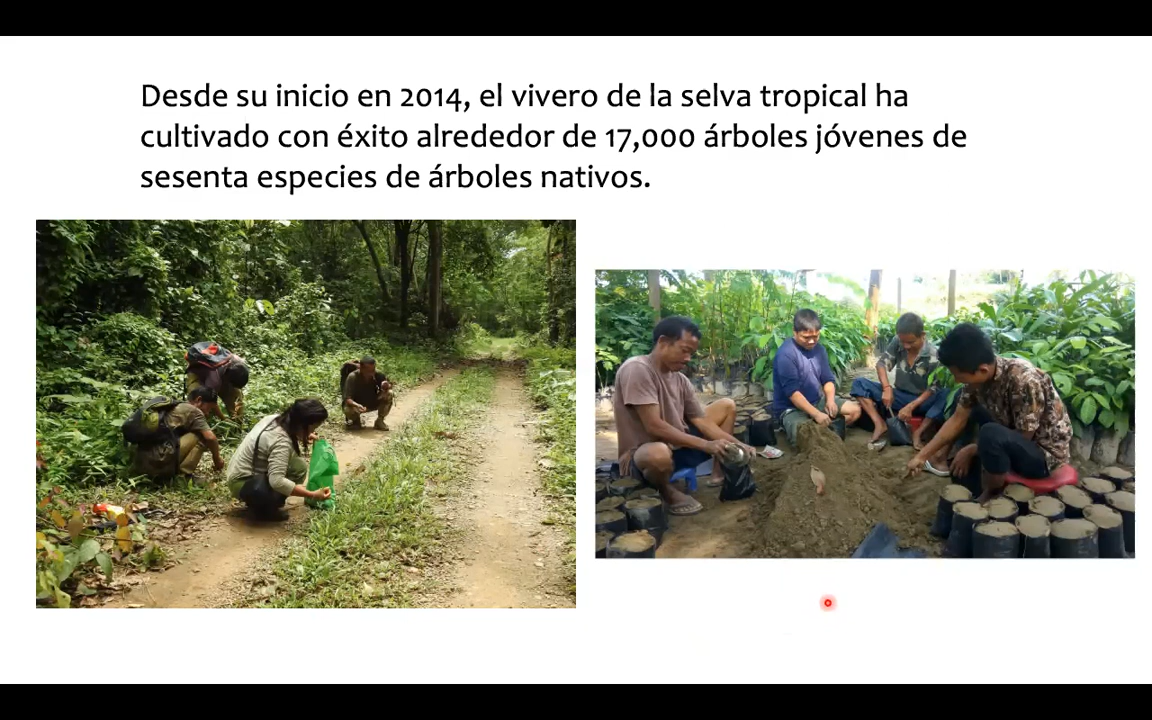 Desde su inicio en 2014, el vivero de la selva tropical ha
cultivado con éxito alrededor de 17,000 árboles jóvenes de
sesenta especies de árboles nativos.